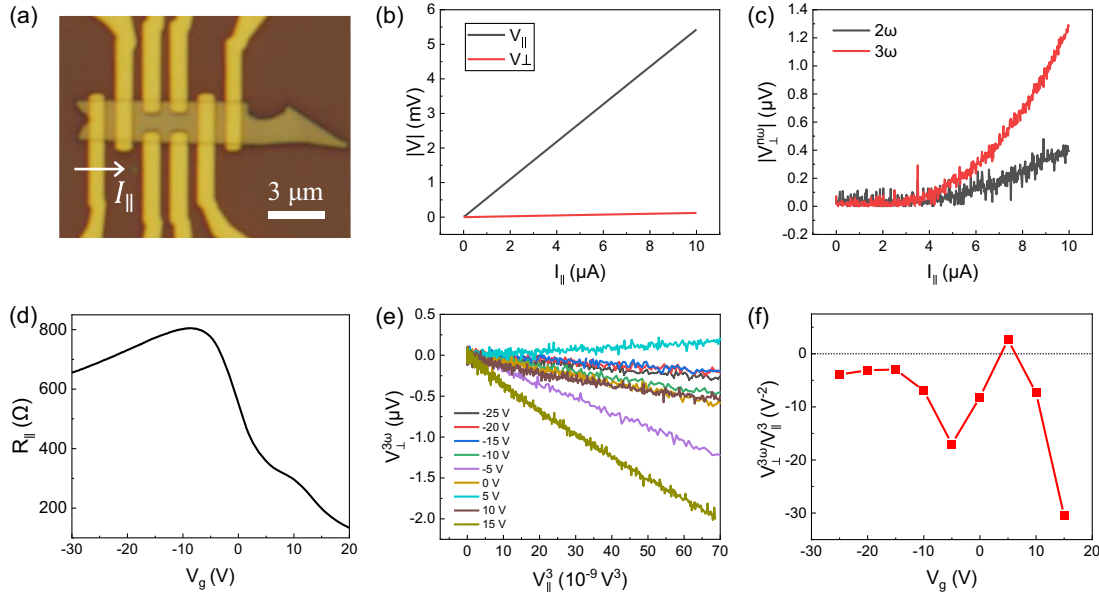 (a)
I∥
3 μm
(b)
|V| (mV)
6
5
4
3
2
1
0
V∥
V⊥
0 2 4 6 8 10
I∥ (μA)
(c)
|V⊥ⁿω| (μV)
1.4
1.2
1.0
0.8
0.6
0.4
0.2
0.0
-0.2
2ω
3ω
0 2 4 6 8 10
I∥ (μA)
(d)
R∥ (Ω)
800
600
400
200
-30 -20 -10 0 10 20
Vg (V)
(e)
V⊥³ω (μV)
0.5
0.0
-0.5
-1.0
-1.5
-2.0
-25 V
-20 V
-15 V
-10 V
-5 V
0 V
5 V
10 V
15 V
0 10 20 30 40 50 60 70
V∥³ (10⁻⁹ V³)
(f)
V⊥³ω/V∥³ (V⁻²)
0
-10
-20
-30
-30 -20 -10 0 10 20
Vg (V)